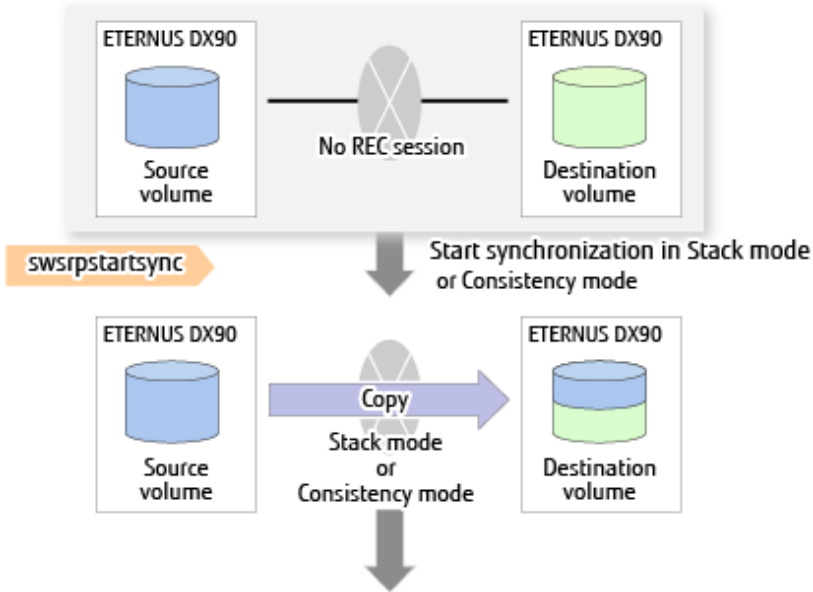 ETERNUS DX90
ETERNUS DX90
No REC session
Source
volume
Destination
volume
swsrpstartsync
Start synchronization in Stack mode
or Consistency mode
ETERNUS DX90
ETERNUS DX90
Copy
Source
volume
Stack mode
or
Consistency mode
Destination
volume